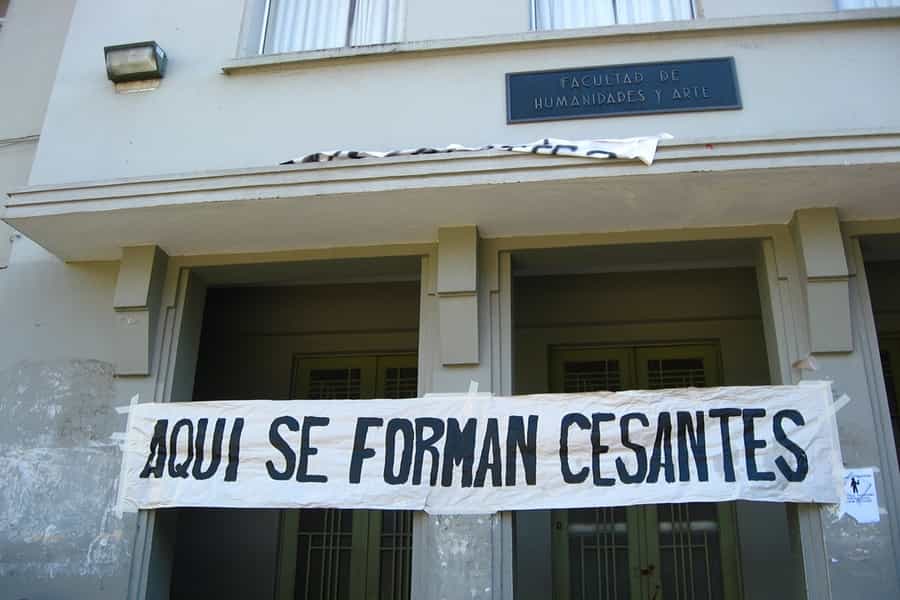 FACULTAD DE
HUMANIDADES Y ARTE
AQUI SE FORMAN CESANTES